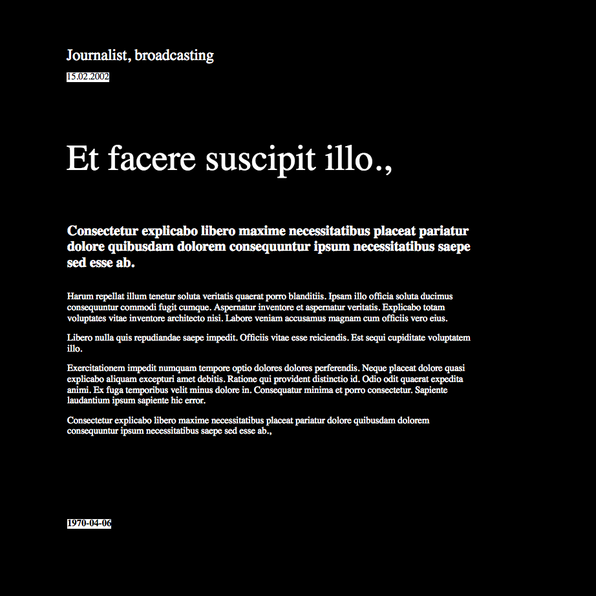 Journalist, broadcasting
15.02.2002
Et facere suscipit illo.,
Consectetur explicabo libero maxime necessitatibus placeat pariatur
dolore quibusdam dolorem consequuntur ipsum necessitatibus saepe
sed esse ab.
Harum repellat illum tenetur soluta veritatis quaerat porro blanditiis. Ipsam illo officia soluta ducimus
consequuntur commodi fugit cumque. Aspernatur inventore et aspernatur veritatis. Explicabo totam
voluptates vitae inventore architecto nisi. Labore veniam accusamus magnam cum officiis vero eius.
Libero nulla quis repudiandae saepe impedit. Officiis vitae esse reiciendis. Est sequi cupiditate voluptatem
illo.
Exercitationem impedit numquam tempore optio dolores dolores perferendis. Neque placeat dolore quasi
explicabo aliquam excepturi amet debitis. Ratione qui provident distinctio id. Odio odit quaerat expedita
animi. Ex fuga temporibus velit minus dolore in. Consequatur minima et porro consectetur. Sapiente
laudantium ipsum sapiente hic error.
Consectetur explicabo libero maxime necessitatibus placeat pariatur dolore quibusdam dolorem
consequuntur ipsum necessitatibus saepe sed esse ab.,
1970-04-06